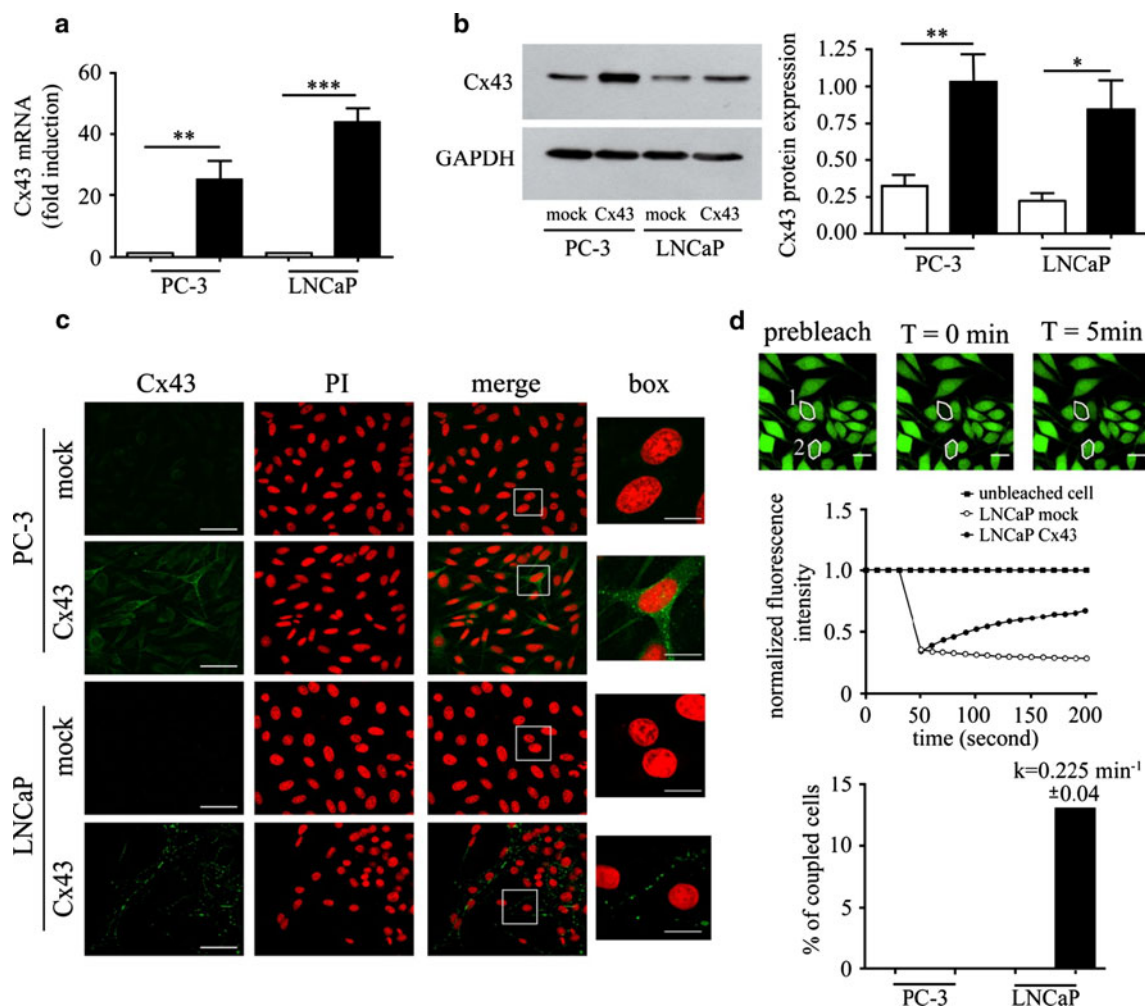 a
Cx43 mRNA
(fold induction)
60
40
20
0
**
***
PC-3
LNCaP
b
Cx43
GAPDH
mock Cx43 mock Cx43
PC-3 LNCaP
Cx43 protein expression
1.25
1.00
0.75
0.50
0.25
0.00
**
*
PC-3
LNCaP
c
Cx43 PI merge box
PC-3
mock
Cx43
LNCaP
mock
Cx43
d
prebleach T = 0 min T = 5min
1
2
unbleached cell
LNCaP mock
LNCaP Cx43
normalized fluorescence
intensity
1.0
0.5
0
0 50 100 150 200
time (second)
k=0.225 min-1
±0.04
% of coupled cells
15
10
5
0
PC-3 LNCaP